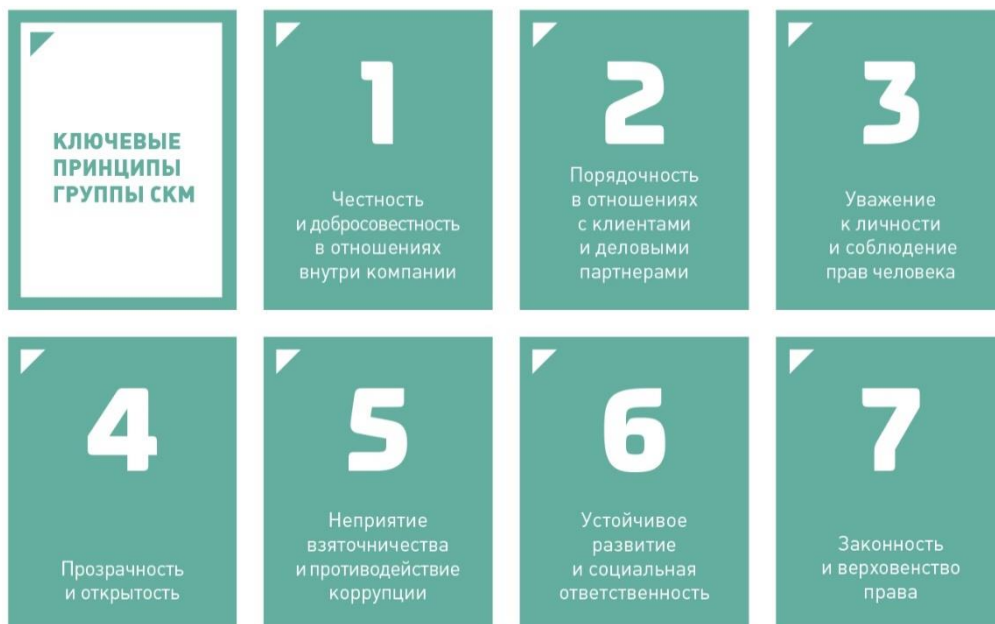 КЛЮЧЕВЫЕ
ПРИНЦИПЫ
ГРУППЫ СКМ
1
Честность
и добросовестность
в отношениях
внутри компании
2
Порядочность
в отношениях
с клиентами
и деловыми
партнерами
3
Уважение
к личности
и соблюдение
прав человека
4
Прозрачность
и открытость
5
Неприятие
взяточничества
и противодействие
коррупции
6
Устойчивое
развитие
и социальная
ответственность
7
Законность
и верховенство
права